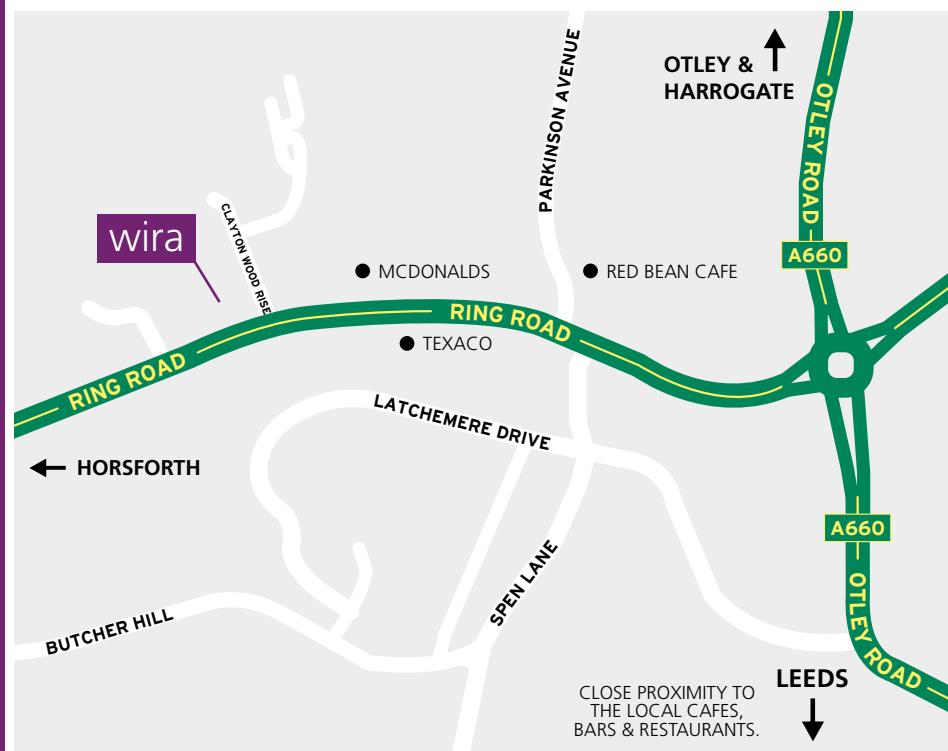 PARKINSON AVENUE
OTLEY &
HARROGATE
OTLEY ROAD
A660
wira
CLAYTON WOOD RISE
MCDONALDS
RED BEAN CAFE
RING ROAD
TEXACO
RING ROAD
LATCHEMERE DRIVE
HORSFORTH
A660
SPEN LANE
OTLEY ROAD
BUTCHER HILL
LEEDS
CLOSE PROXIMITY TO
THE LOCAL CAFES,
BARS & RESTAURANTS.